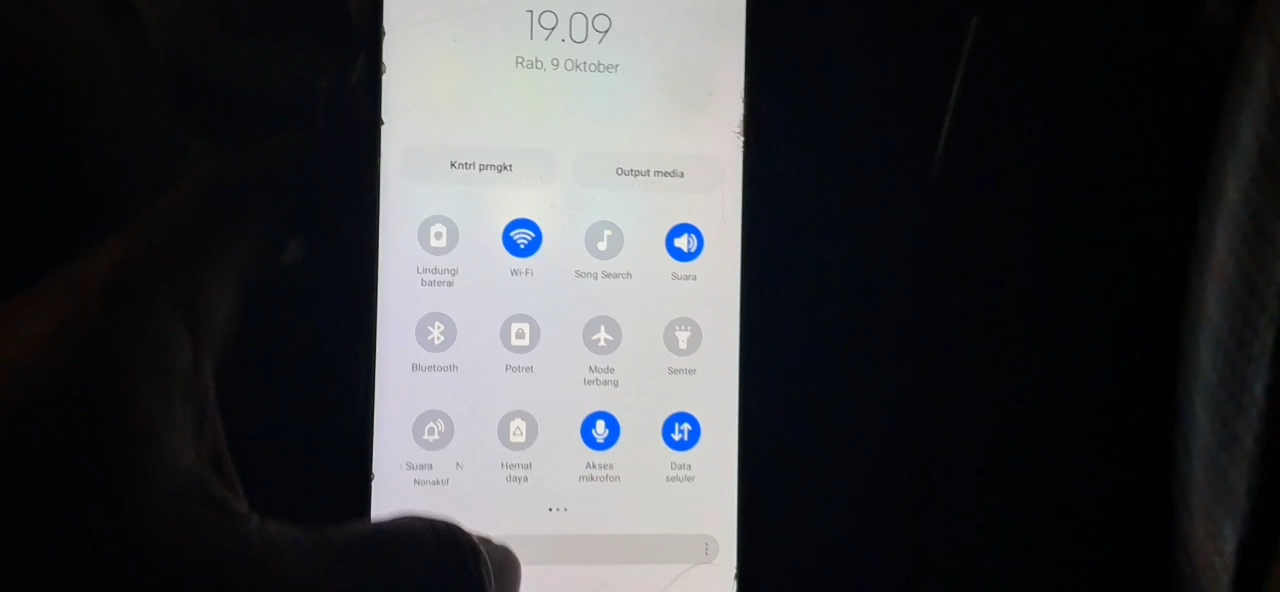 19.09
Rab, 9 Oktober
Kntrl prngkt
Output media
Lindungi
baterai
Wi-Fi
Song Search
Suara
Bluetooth
Potret
Mode
terbang
Senter
Suara N
Nonaktif
Hemat
daya
Akses
mikrofon
Data
seluler